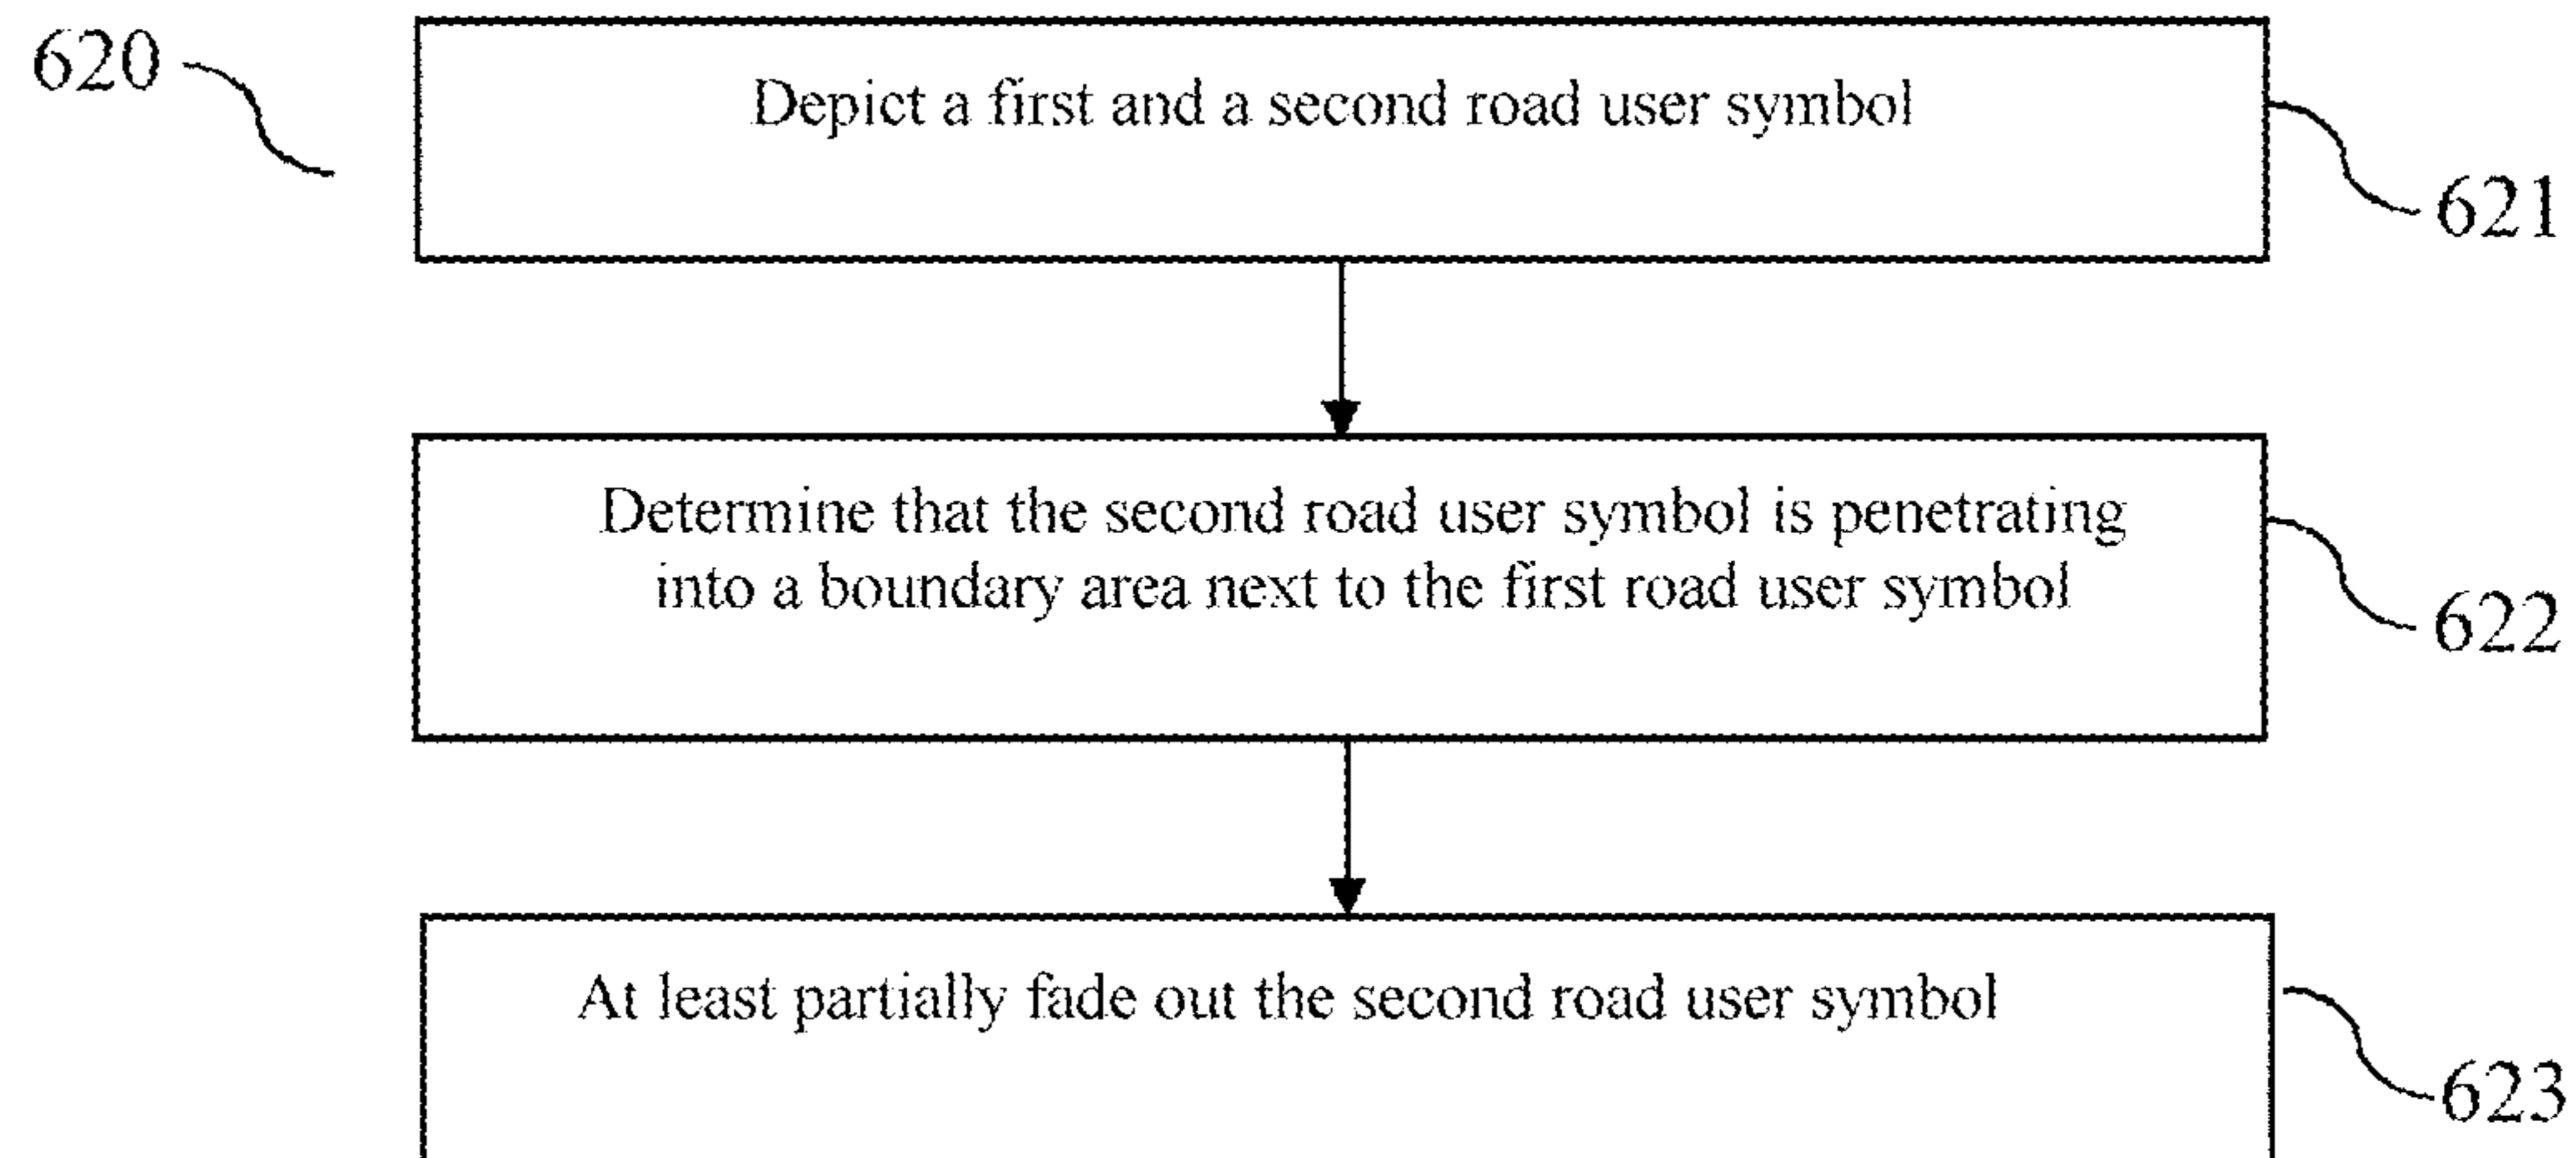 620
Depict a first and a second road user symbol
621
Determine that the second road user symbol is penetrating
into a boundary area next to the first road user symbol
622
At least partially fade out the second road user symbol
623